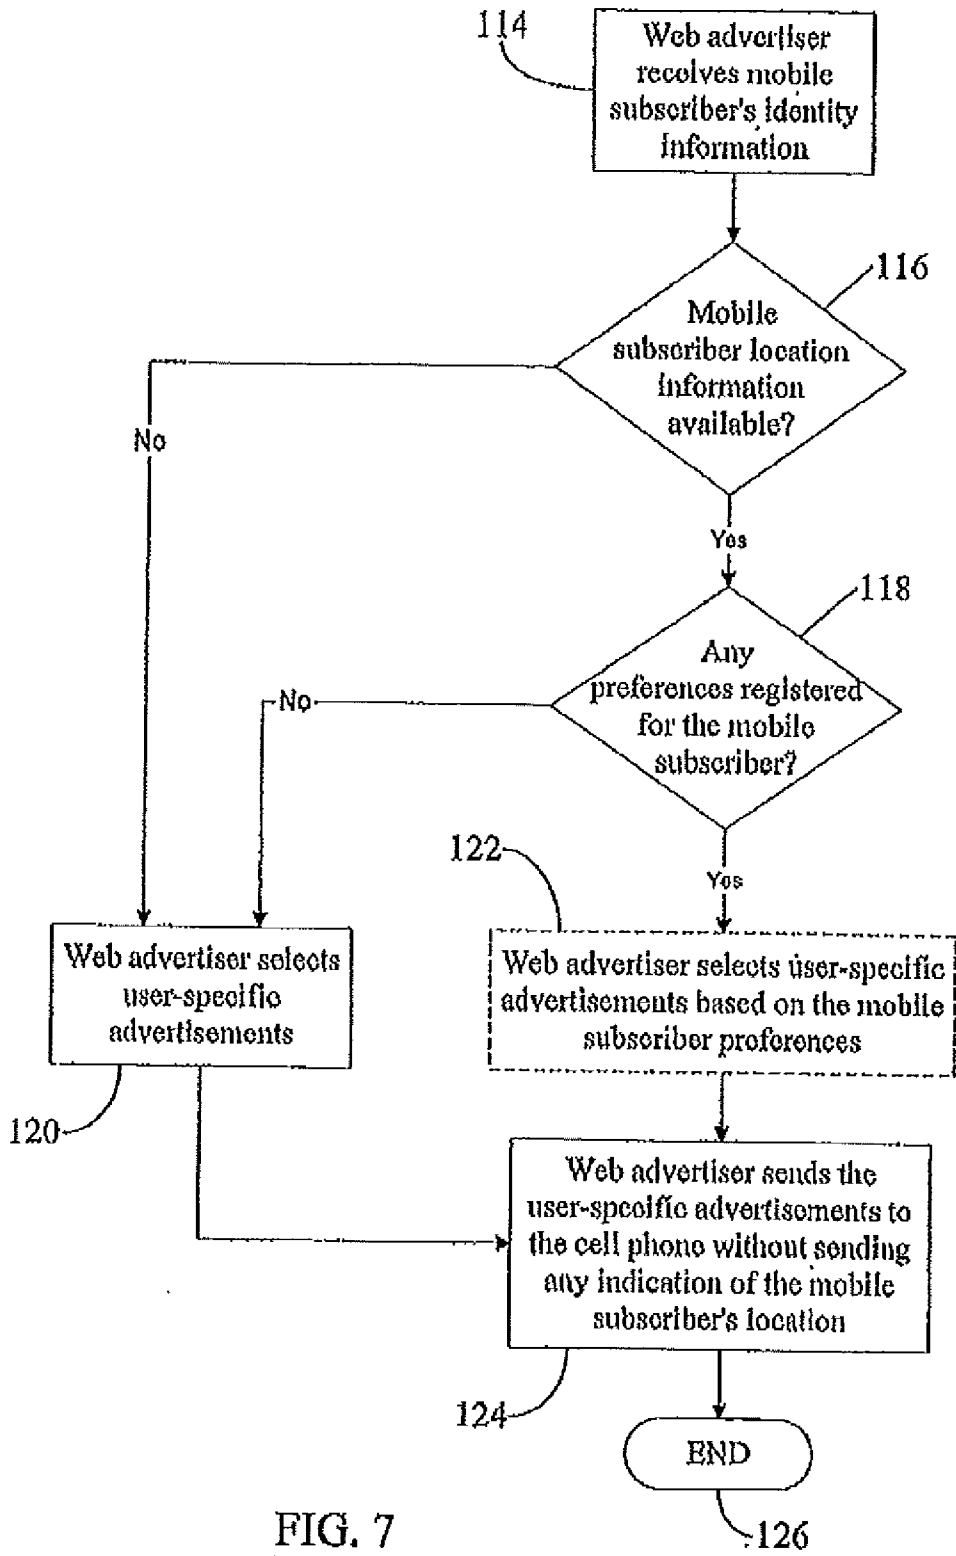 114
Web advertiser
receives mobile
subscriber's identity
information
116
Mobile
subscriber location
information
available?
No
Yes
118
Any
preferences registered
for the mobile
subscriber?
No
Yes
122
Web advertiser selects
user-specific
advertisements
Web advertiser selects user-specific
advertisements based on the mobile
subscriber preferences
120
Web advertiser sends the
user-specific advertisements to
the cell phone without sending
any indication of the mobile
subscriber's location
124
END
126
FIG. 7